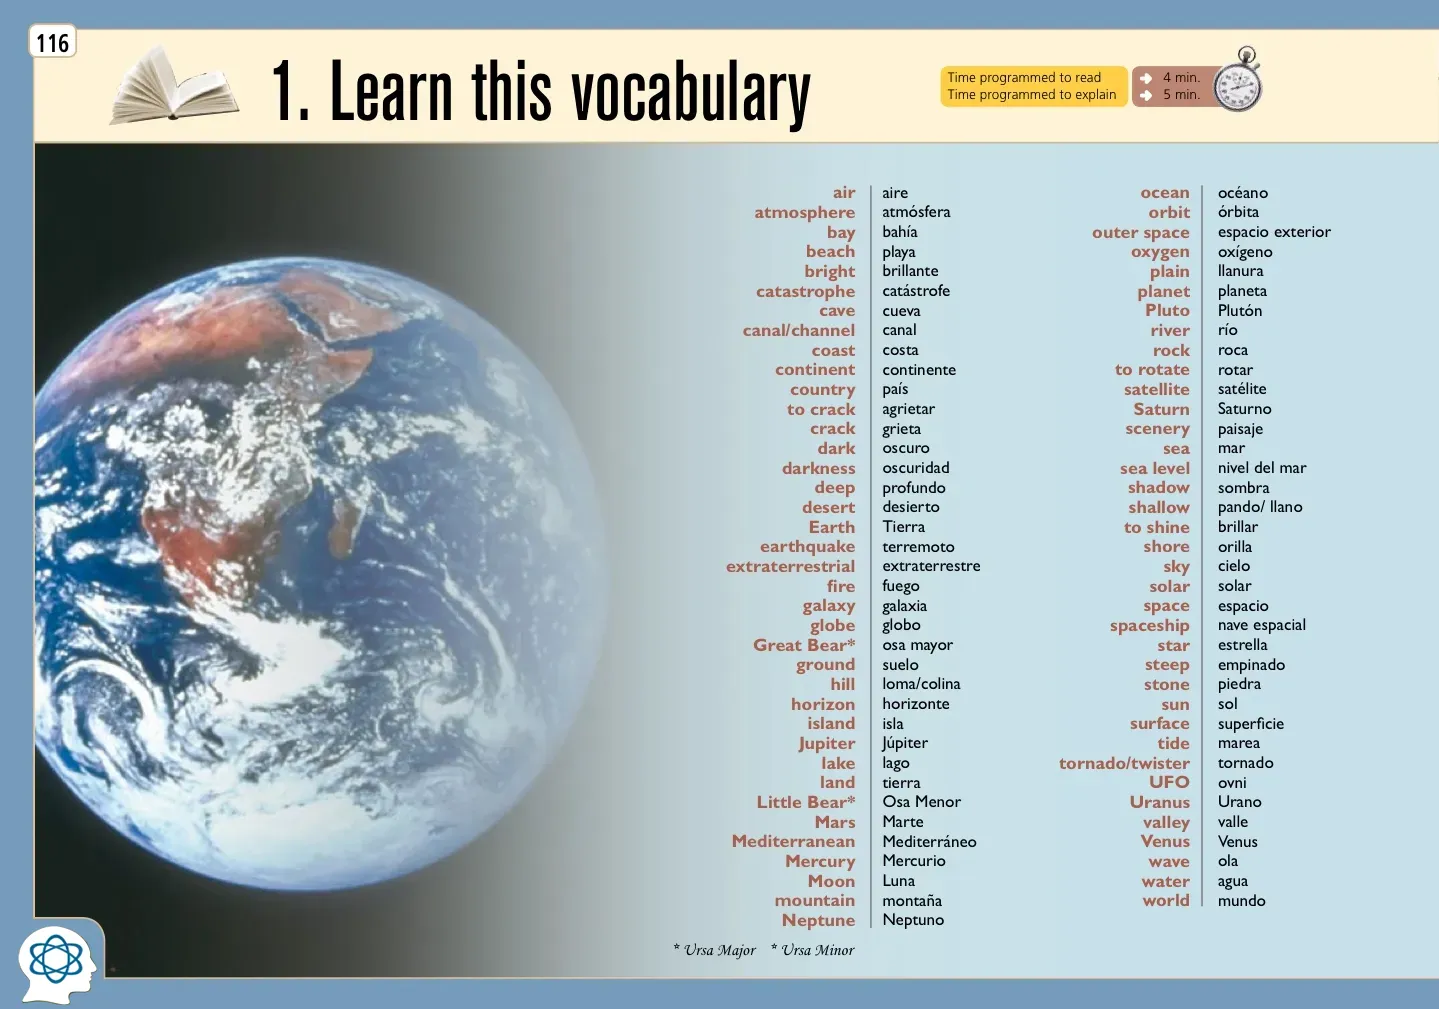 116
1. Learn this vocabulary
Time programmed to read 4 min.
Time programmed to explain 5 min.
air aire
atmosphere atmósfera
bay bahía
beach playa
bright brillante
catastrophe catástrofe
cave cueva
canal/channel canal
coast costa
continent continente
country país
to crack agrietar
crack grieta
dark oscuro
darkness oscuridad
deep profundo
desert desierto
Earth Tierra
earthquake terremoto
extraterrestrial extraterrestre
fire fuego
galaxy galaxia
globe globo
Great Bear* osa mayor
ground suelo
hill loma/colina
horizon horizonte
island isla
Jupiter Júpiter
lake lago
land tierra
Little Bear* Osa Menor
Mars Marte
Mediterranean Mediterráneo
Mercury Mercurio
Moon Luna
mountain montaña
Neptune Neptuno
* Ursa Major * Ursa Minor
ocean océano
orbit órbita
outer space espacio exterior
oxygen oxígeno
plain llanura
planet planeta
Pluto Plutón
river río
rock roca
to rotate rotar
satellite satélite
Saturn Saturno
scenery paisaje
sea mar
sea level nivel del mar
shadow sombra
shallow pando/ llano
to shine brillar
shore orilla
sky cielo
solar solar
space espacio
spaceship nave espacial
star estrella
steep empinado
stone piedra
sun sol
surface superficie
tide marea
tornado/twister tornado
UFO ovni
Uranus Urano
valley valle
Venus Venus
wave ola
water agua
world mundo